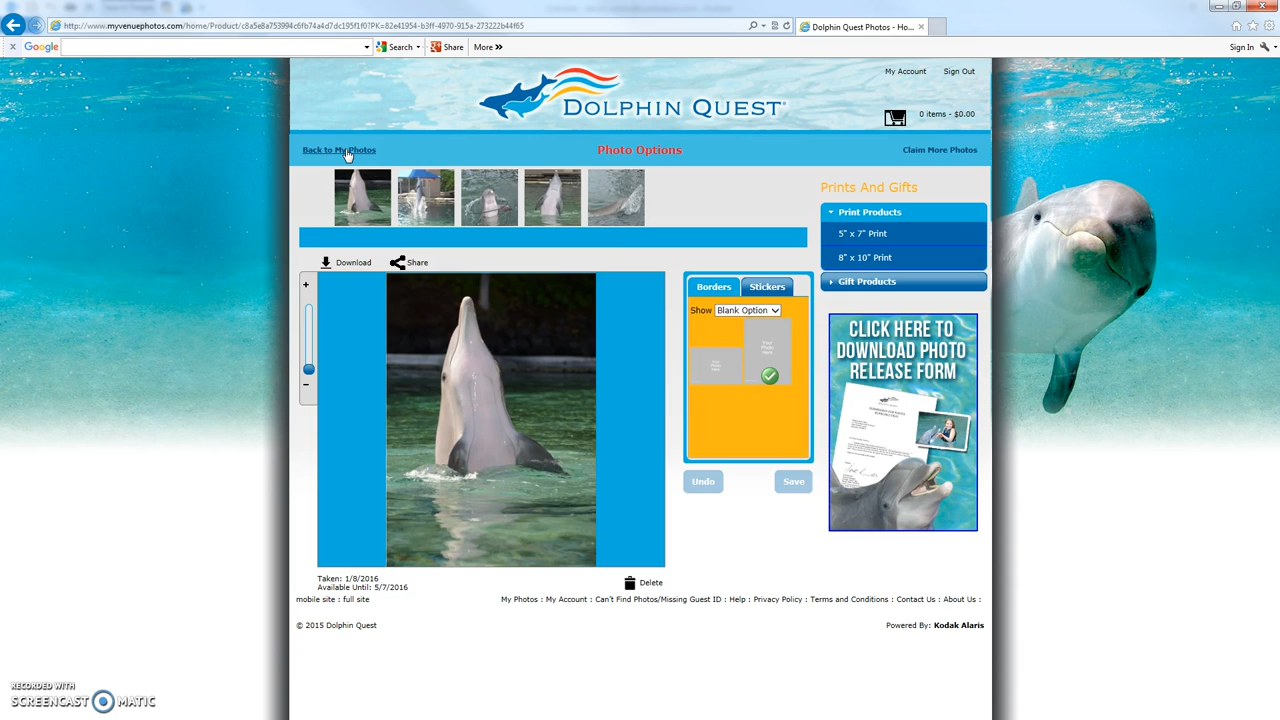 http://www.myvenuephotos.com/home/Product/c8a5e8a753994c6fb74a4d7dc195f1f0?PK=82e41954-b3ff-4970-915a-273222b44f65
Dolphin Quest Photos - Ho...
Google
Search
Share
More »
Sign In
My Account
Sign Out
DOLPHIN QUEST
0 items - $0.00
Back to My Photos
Photo Options
Claim More Photos
Prints And Gifts
Print Products
5" x 7" Print
8" x 10" Print
Gift Products
Download
Share
Borders
Stickers
Show
Blank Option
Your Photo Here
Your Photo Here
Undo
Save
CLICK HERE TO
DOWNLOAD PHOTO
RELEASE FORM
Taken: 1/8/2016
Available Until: 5/7/2016
Delete
mobile site : full site
My Photos : My Account : Can't Find Photos/Missing Guest ID : Help : Privacy Policy : Terms and Conditions : Contact Us : About Us :
© 2015 Dolphin Quest
Powered By: Kodak Alaris
RECORDED WITH
SCREENCAST-O-MATIC